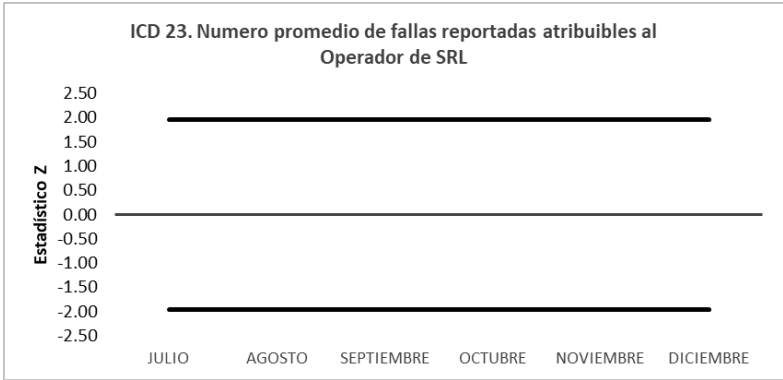 ICD 23. Numero promedio de fallas reportadas atribuibles al
Operador de SRL
Estadístico Z
2.50
2.00
1.50
1.00
0.50
0.00
-0.50
-1.00
-1.50
-2.00
-2.50
JULIO AGOSTO SEPTIEMBRE OCTUBRE NOVIEMBRE DICIEMBRE